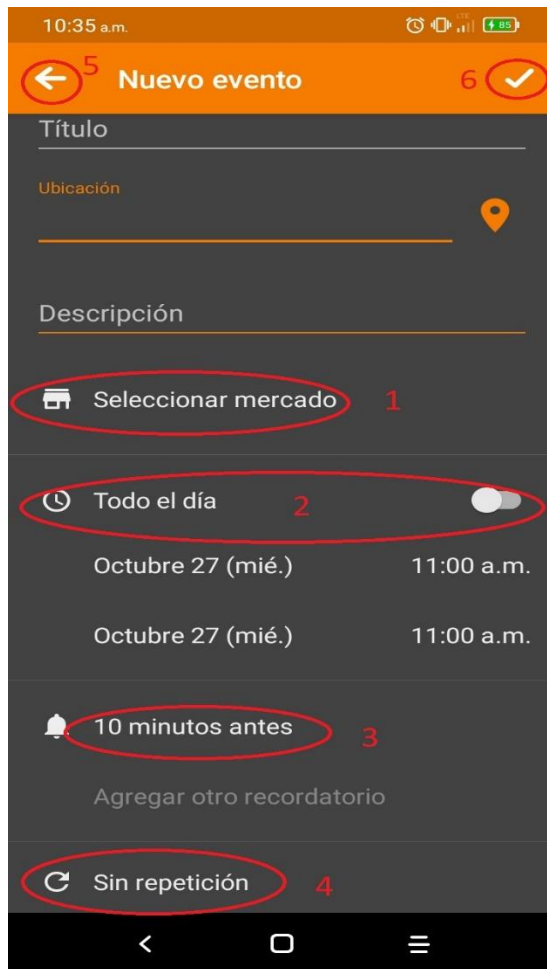 10:35 a.m. LTE 85
5 Nuevo evento 6
Título
Ubicación
Descripción
Seleccionar mercado 1
Todo el día 2
Octubre 27 (mié.) 11:00 a.m.
Octubre 27 (mié.) 11:00 a.m.
10 minutos antes 3
Agregar otro recordatorio
Sin repetición 4